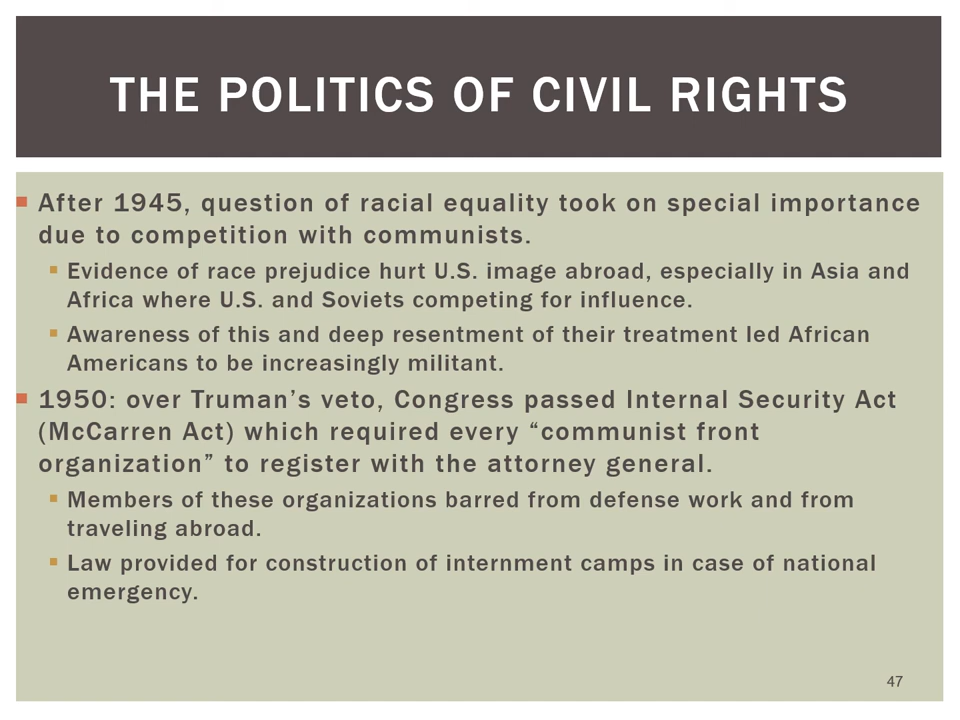 THE POLITICS OF CIVIL RIGHTS
After 1945, question of racial equality took on special importance
due to competition with communists.
Evidence of race prejudice hurt U.S. image abroad, especially in Asia and
Africa where U.S. and Soviets competing for influence.
Awareness of this and deep resentment of their treatment led African
Americans to be increasingly militant.
1950: over Truman’s veto, Congress passed Internal Security Act
(McCarren Act) which required every “communist front
organization” to register with the attorney general.
Members of these organizations barred from defense work and from
traveling abroad.
Law provided for construction of internment camps in case of national
emergency.
47